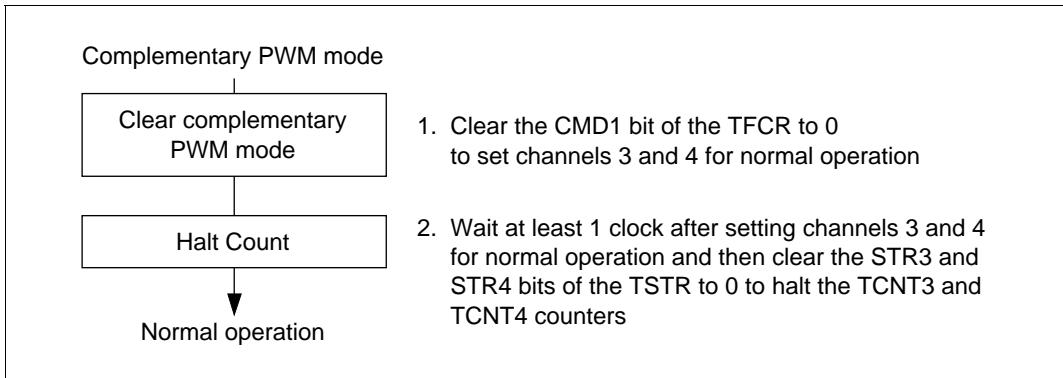 Complementary PWM mode
Clear complementary
PWM mode
1. Clear the CMD1 bit of the TFCR to 0
to set channels 3 and 4 for normal operation
Halt Count
2. Wait at least 1 clock after setting channels 3 and 4
for normal operation and then clear the STR3 and
STR4 bits of the TSTR to 0 to halt the TCNT3 and
TCNT4 counters
Normal operation